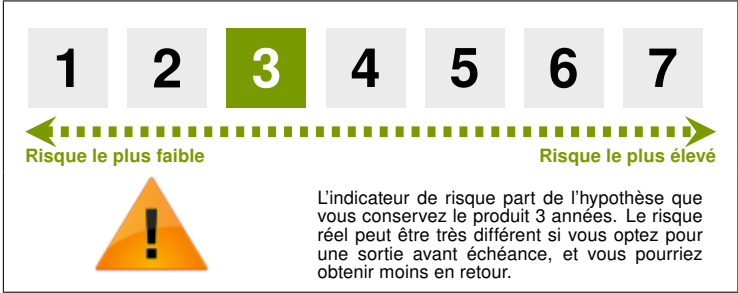 1 2 3 4 5 6 7
Risque le plus faible Risque le plus élevé
!
L'indicateur de risque part de l'hypothèse que
vous conservez le produit 3 années. Le risque
réel peut être très différent si vous optez pour
une sortie avant échéance, et vous pourriez
obtenir moins en retour.